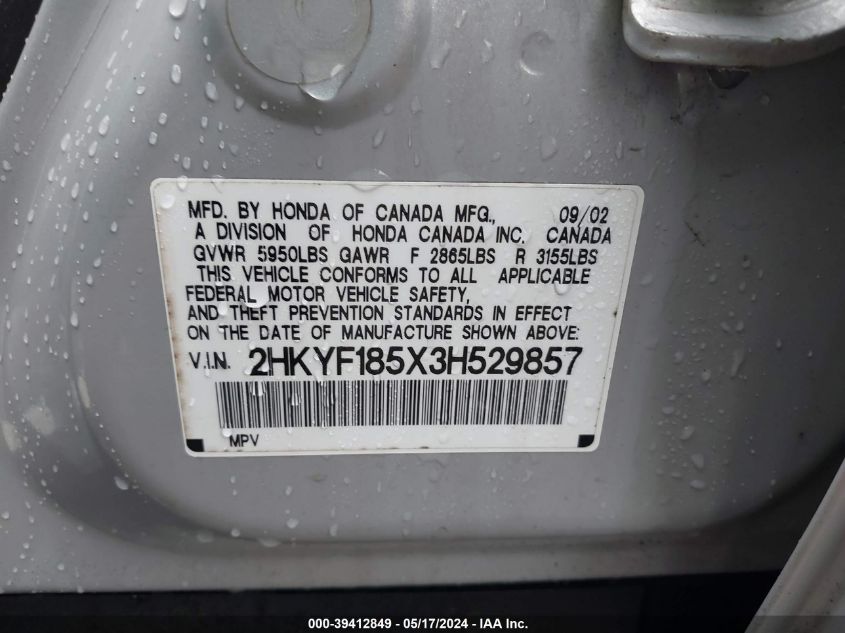 MFD. BY HONDA OF CANADA MFG., 09/02
A DIVISION OF HONDA CANADA INC. CANADA
GVWR 5950LBS GAWR F 2865LBS R 3155LBS
THIS VEHICLE CONFORMS TO ALL APPLICABLE
FEDERAL MOTOR VEHICLE SAFETY,
AND THEFT PREVENTION STANDARDS IN EFFECT
ON THE DATE OF MANUFACTURE SHOWN ABOVE:
V.I.N. 2HKYF185X3H529857
MPV
000-39412849 - 05/17/2024 - IAA Inc.